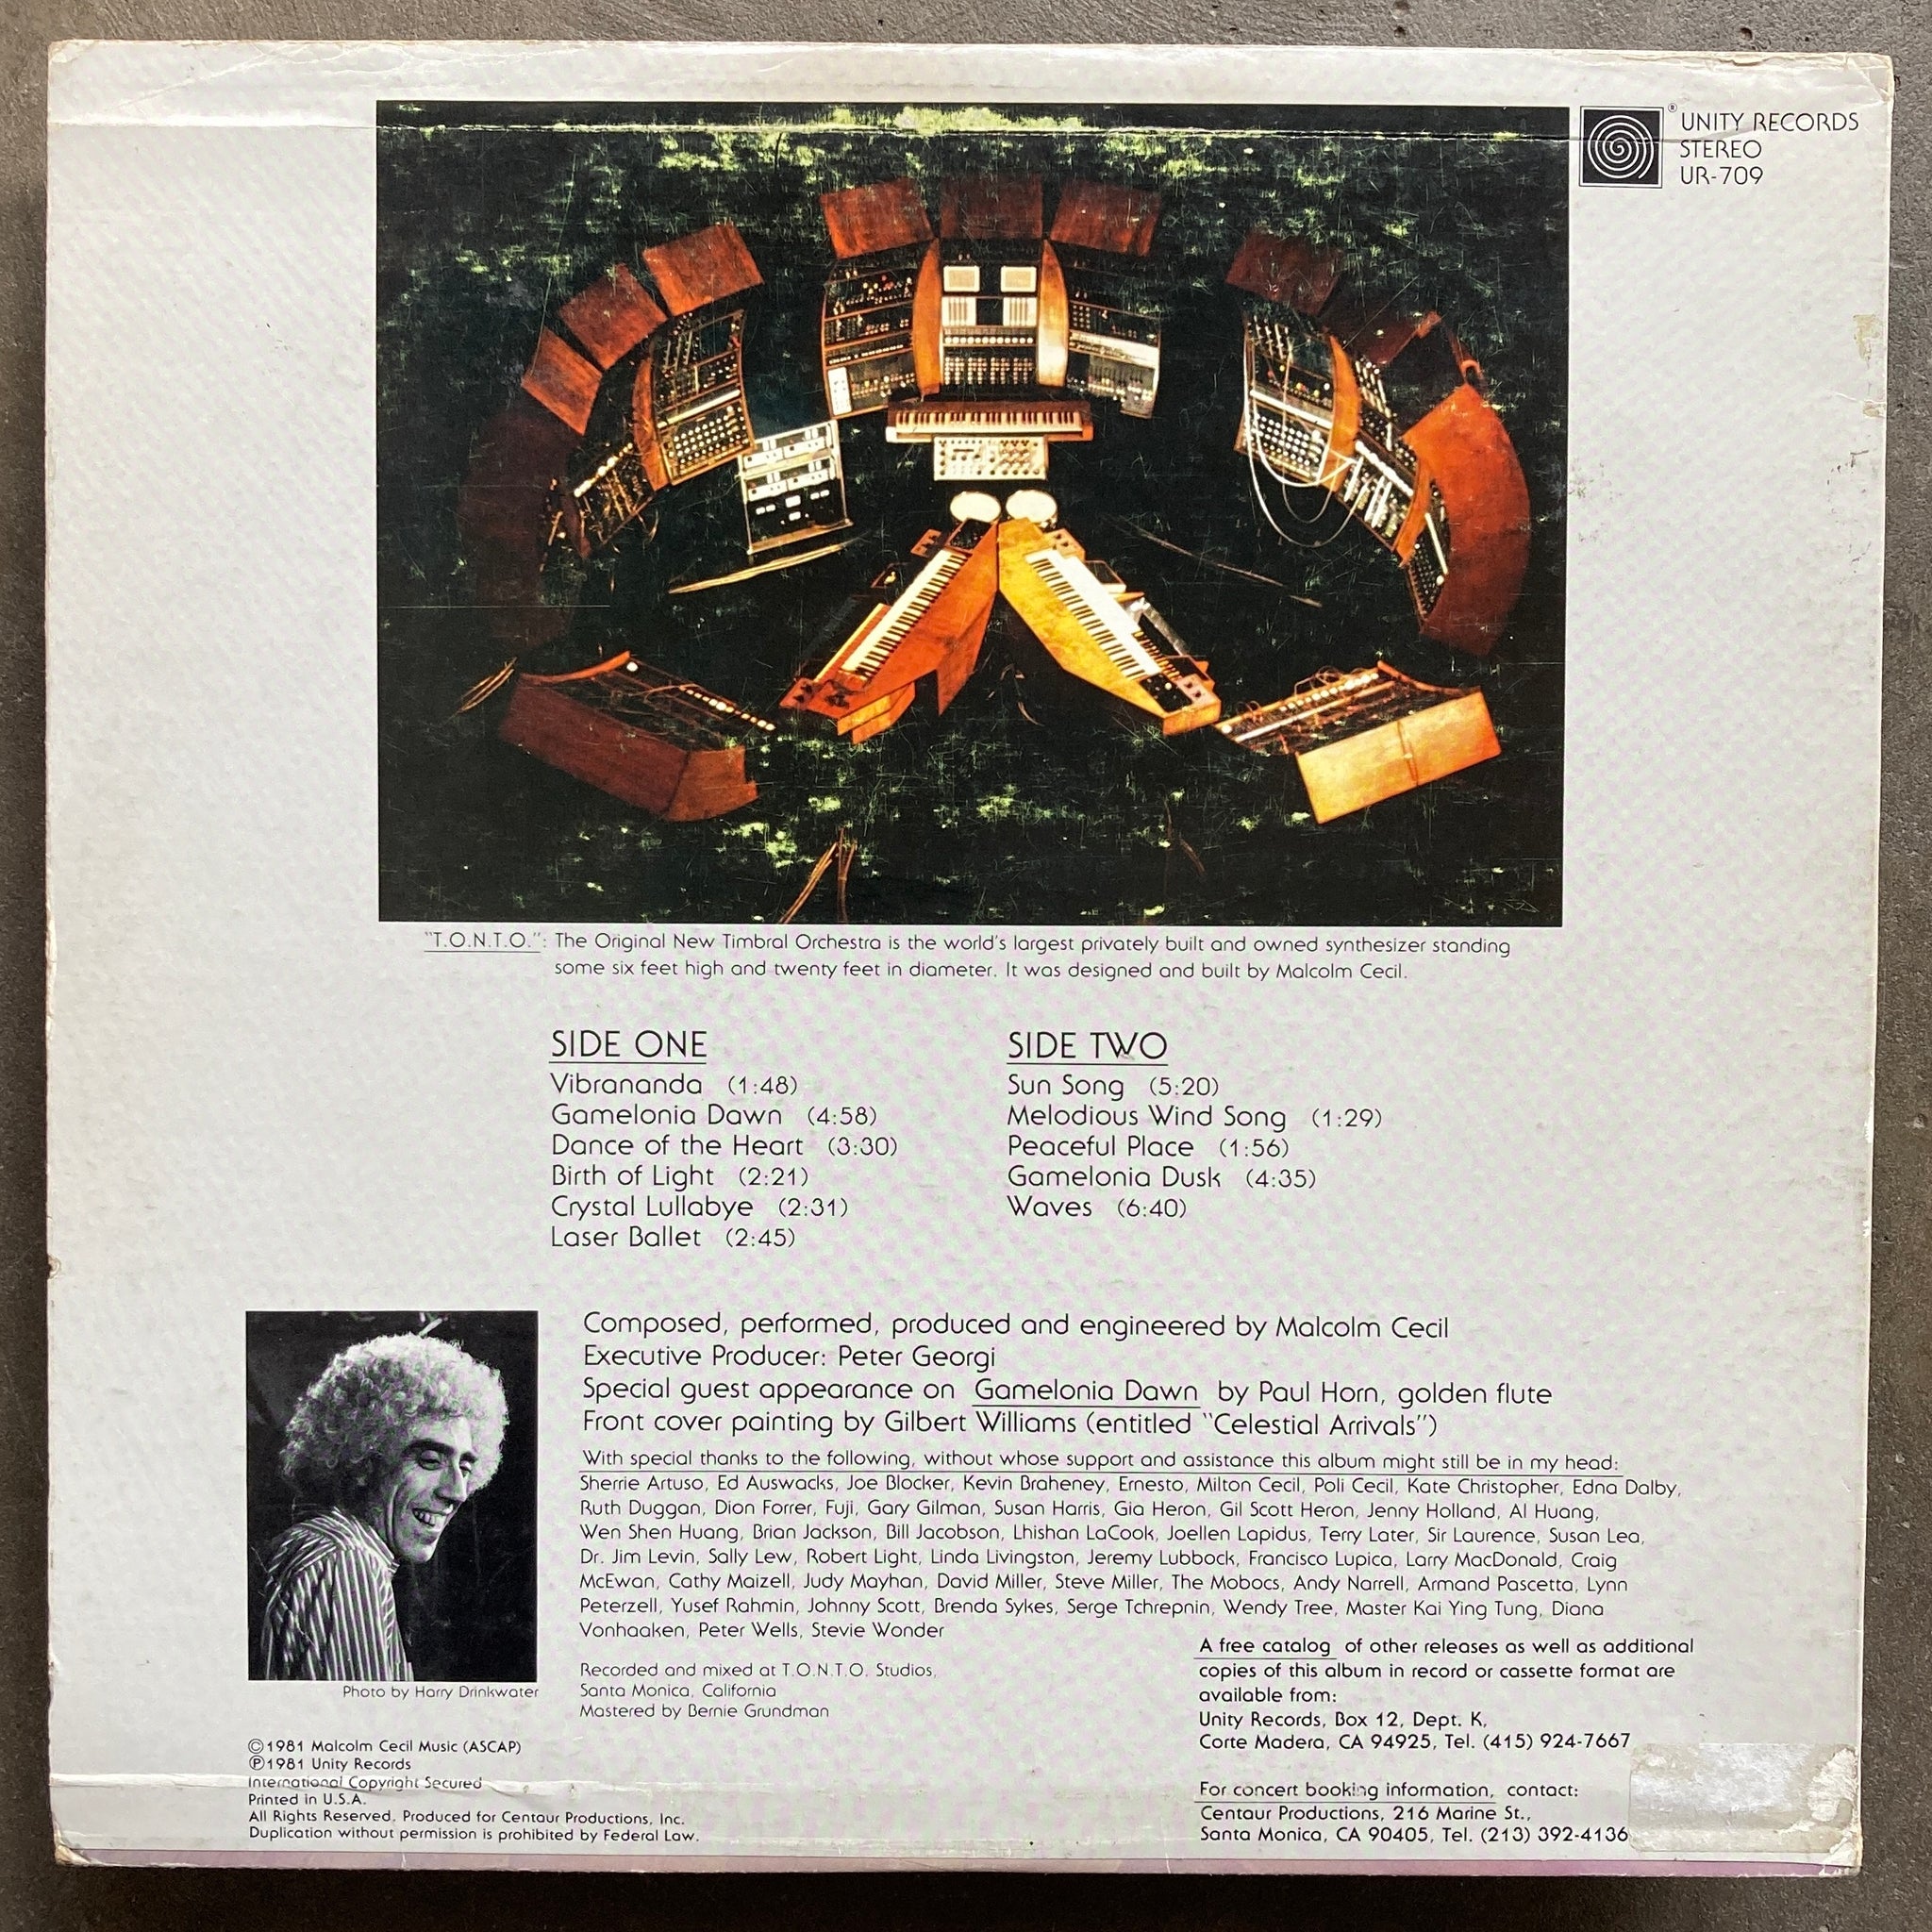 ® UNITY RECORDS
STEREO
UR-709
"T.O.N.T.O.": The Original New Timbral Orchestra is the world's largest privately built and owned synthesizer standing
some six feet high and twenty feet in diameter. It was designed and built by Malcolm Cecil.
SIDE ONE
Vibrananda (1:48)
Gamelonia Dawn (4:58)
Dance of the Heart (3:30)
Birth of Light (2:21)
Crystal Lullabye (2:31)
Laser Ballet (2:45)
SIDE TWO
Sun Song (5:20)
Melodious Wind Song (1:29)
Peaceful Place (1:56)
Gamelonia Dusk (4:35)
Waves (6:40)
Composed, performed, produced and engineered by Malcolm Cecil
Executive Producer: Peter Georgi
Special guest appearance on Gamelonia Dawn by Paul Horn, golden flute
Front cover painting by Gilbert Williams (entitled "Celestial Arrivals")
With special thanks to the following, without whose support and assistance this album might still be in my head:
Sherrie Artuso, Ed Auswacks, Joe Blocker, Kevin Braheney, Ernesto, Milton Cecil, Poli Cecil, Kate Christopher, Edna Dalby,
Ruth Duggan, Dion Forrer, Fuji, Gary Gilman, Susan Harris, Gia Heron, Gil Scott Heron, Jenny Holland, Al Huang,
Wen Shen Huang, Brian Jackson, Bill Jacobson, Lhishan LaCook, Joellen Lapidus, Terry Later, Sir Laurence, Susan Lea,
Dr. Jim Levin, Sally Lew, Robert Light, Linda Livingston, Jeremy Lubbock, Francisco Lupica, Larry MacDonald, Craig
McEwan, Cathy Maizell, Judy Mayhan, David Miller, Steve Miller, The Mobocs, Andy Narrell, Armand Pascetta, Lynn
Peterzell, Yusef Rahmin, Johnny Scott, Brenda Sykes, Serge Tchrepnin, Wendy Tree, Master Kai Ying Tung, Diana
Vonhaaken, Peter Wells, Stevie Wonder
Photo by Harry Drinkwater
Recorded and mixed at T.O.N.T.O. Studios,
Santa Monica, California
Mastered by Bernie Grundman
©1981 Malcolm Cecil Music (ASCAP)
℗1981 Unity Records
International Copyright Secured
Printed in U.S.A.
All Rights Reserved. Produced for Centaur Productions, Inc.
Duplication without permission is prohibited by Federal Law.
A free catalog of other releases as well as additional
copies of this album in record or cassette format are
available from:
Unity Records, Box 12, Dept. K,
Corte Madera, CA 94925, Tel. (415) 924-7667
For concert booking information, contact:
Centaur Productions, 216 Marine St.,
Santa Monica, CA 90405, Tel. (213) 392-4136